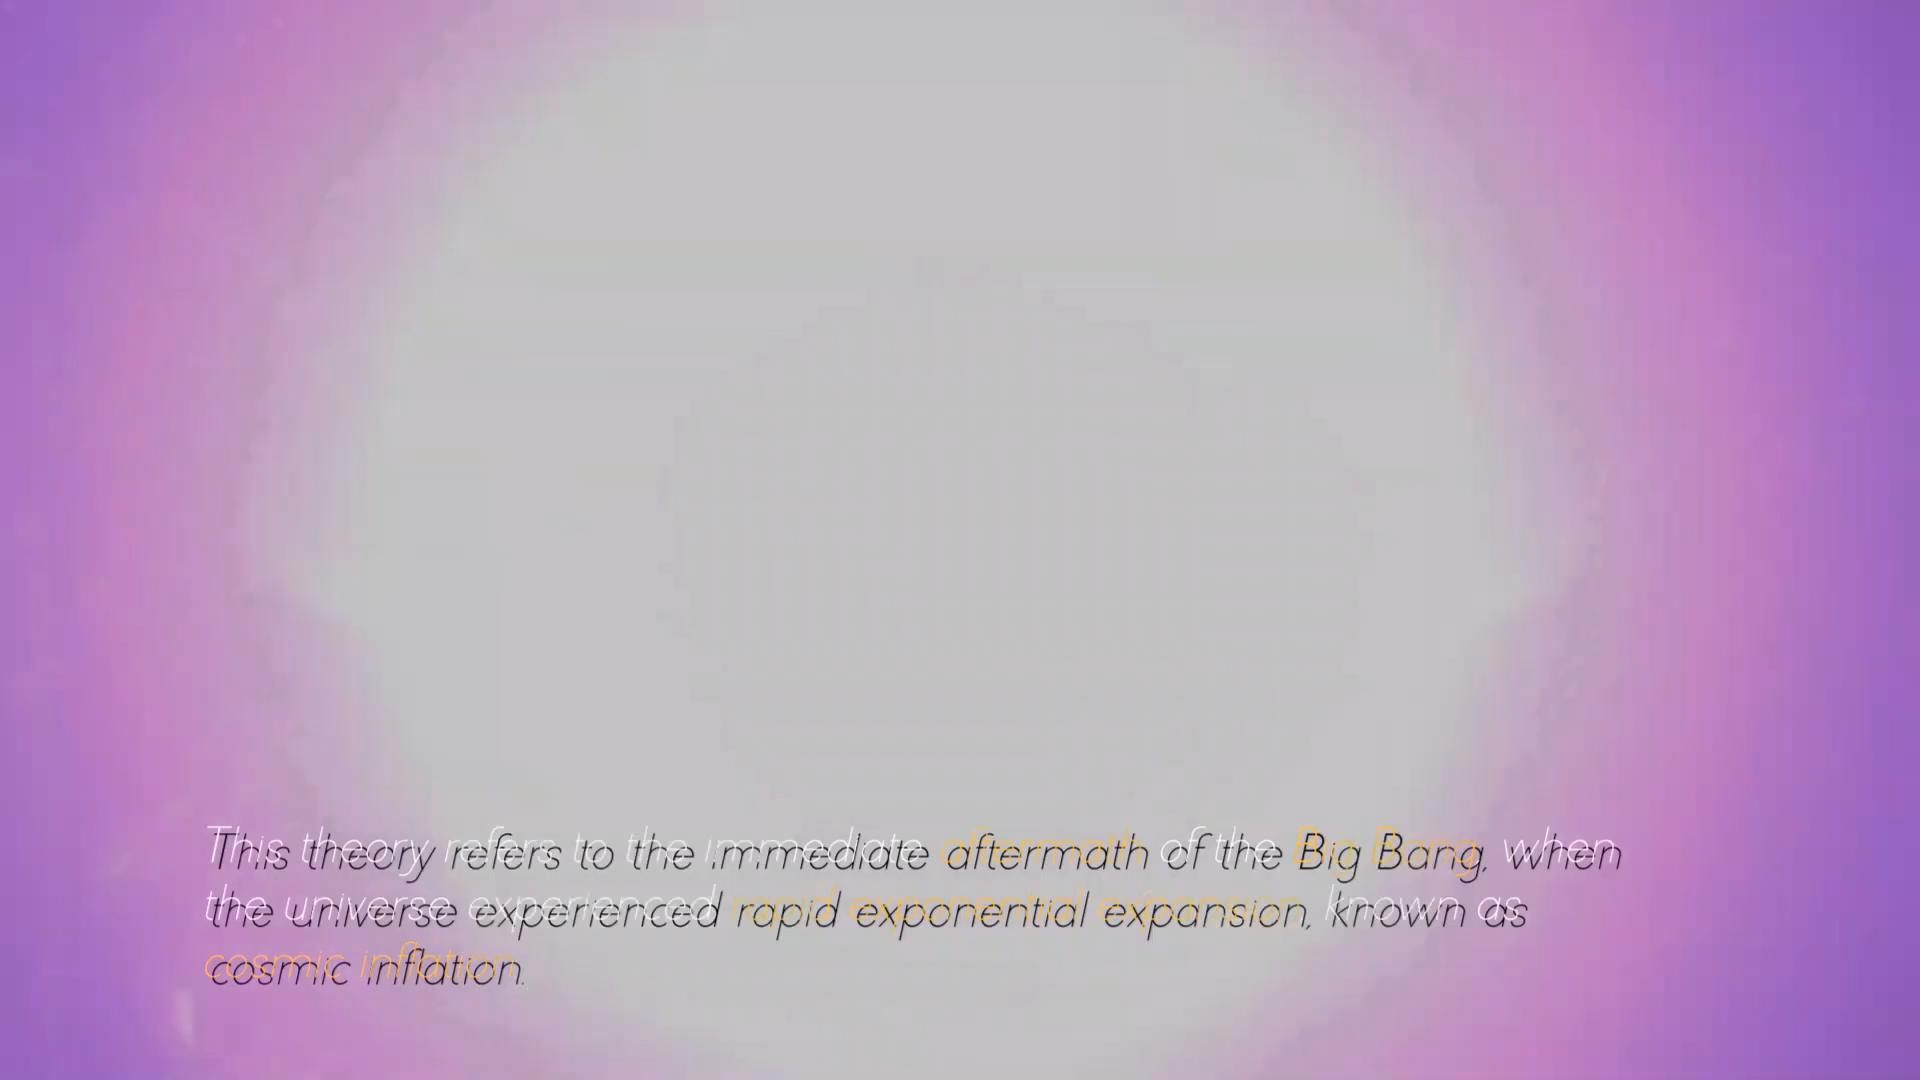 This theory refers to the immediate aftermath of the Big Bang, when
the universe experienced rapid exponential expansion, known as
cosmic inflation.